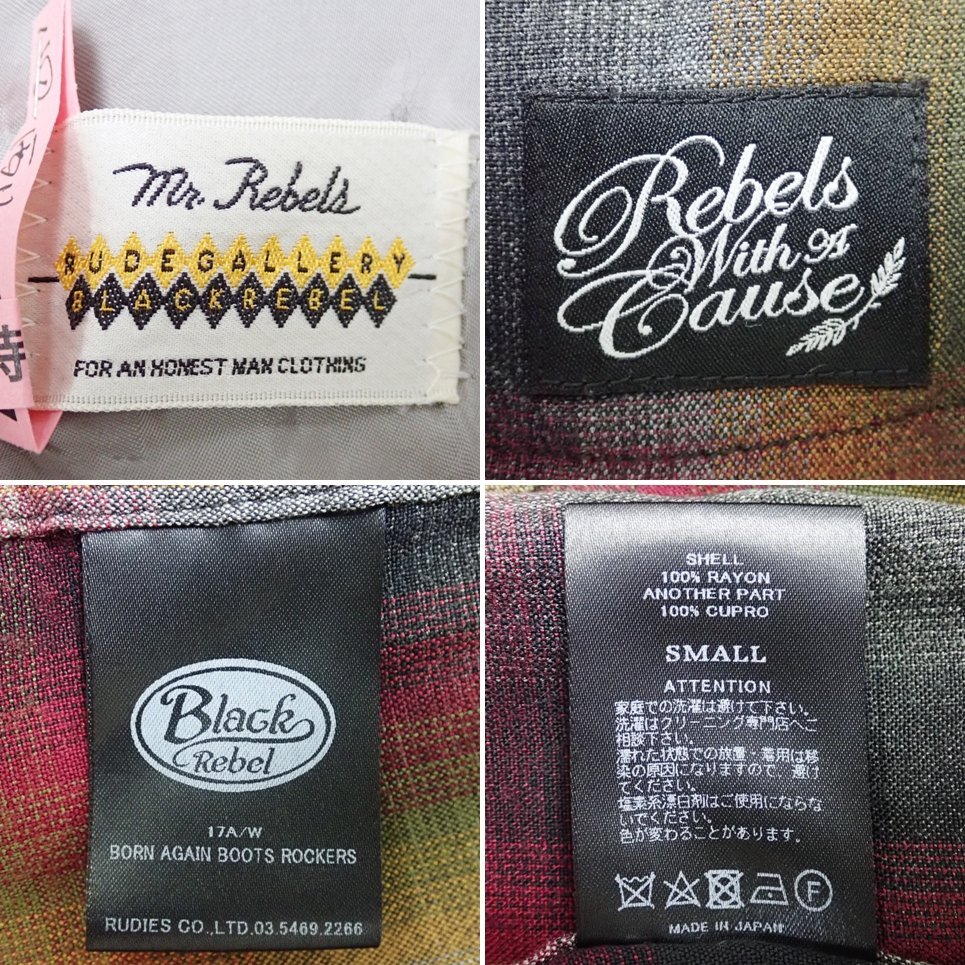 Mr. Rebels
RUDEGALLERY
BLACKREBEL
FOR AN HONEST MAN CLOTHING
Rebels
With A
Cause
Black
Rebel
17A/W
BORN AGAIN BOOTS ROCKERS
RUDIES CO.,LTD.03.5469.2266
SHELL
100% RAYON
ANOTHER PART
100% CUPRO
SMALL
ATTENTION
家庭での洗濯は避けて下さい。
洗濯はクリーニング専門店へご
相談下さい。
濡れた状態での放置・着用は移
染の原因になりますので、避け
てください。
塩素系漂白剤はご使用にならな
いでください。
色が変わることがあります。
F
MADE IN JAPAN